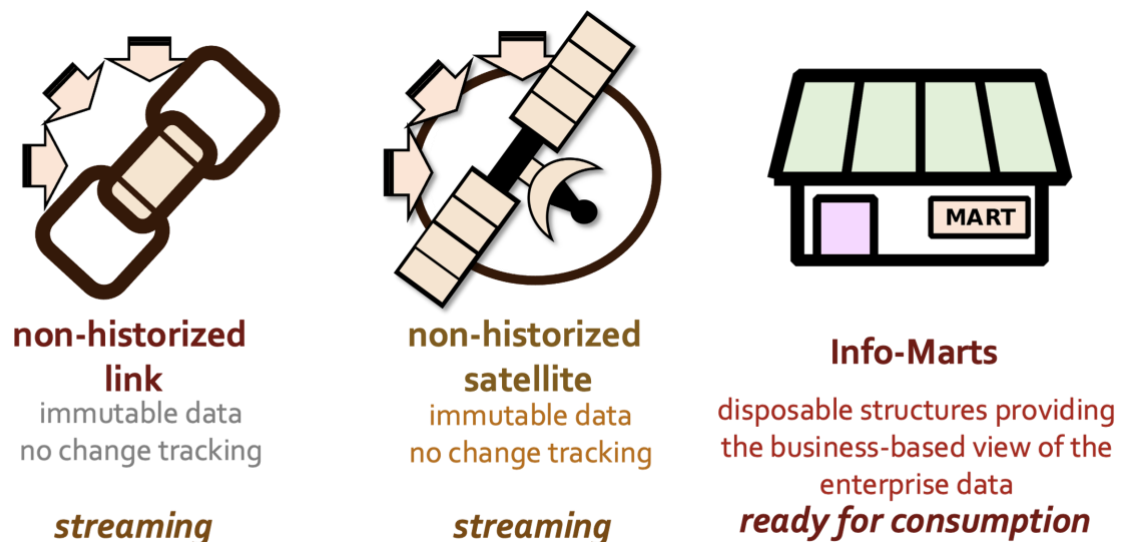 MART
non-historized
link
immutable data
no change tracking
streaming
non-historized
satellite
immutable data
no change tracking
streaming
Info-Marts
disposable structures providing
the business-based view of the
enterprise data
ready for consumption